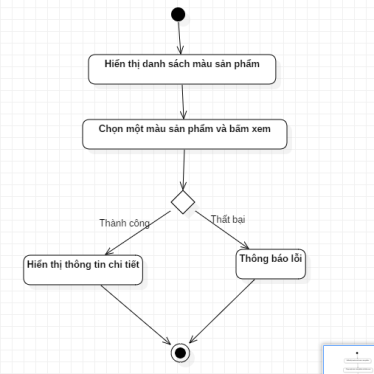 Hiển thị danh sách màu sản phẩm
Chọn một màu sản phẩm và bấm xem
Thành công
Thất bại
Hiển thị thông tin chi tiết
Thông báo lỗi